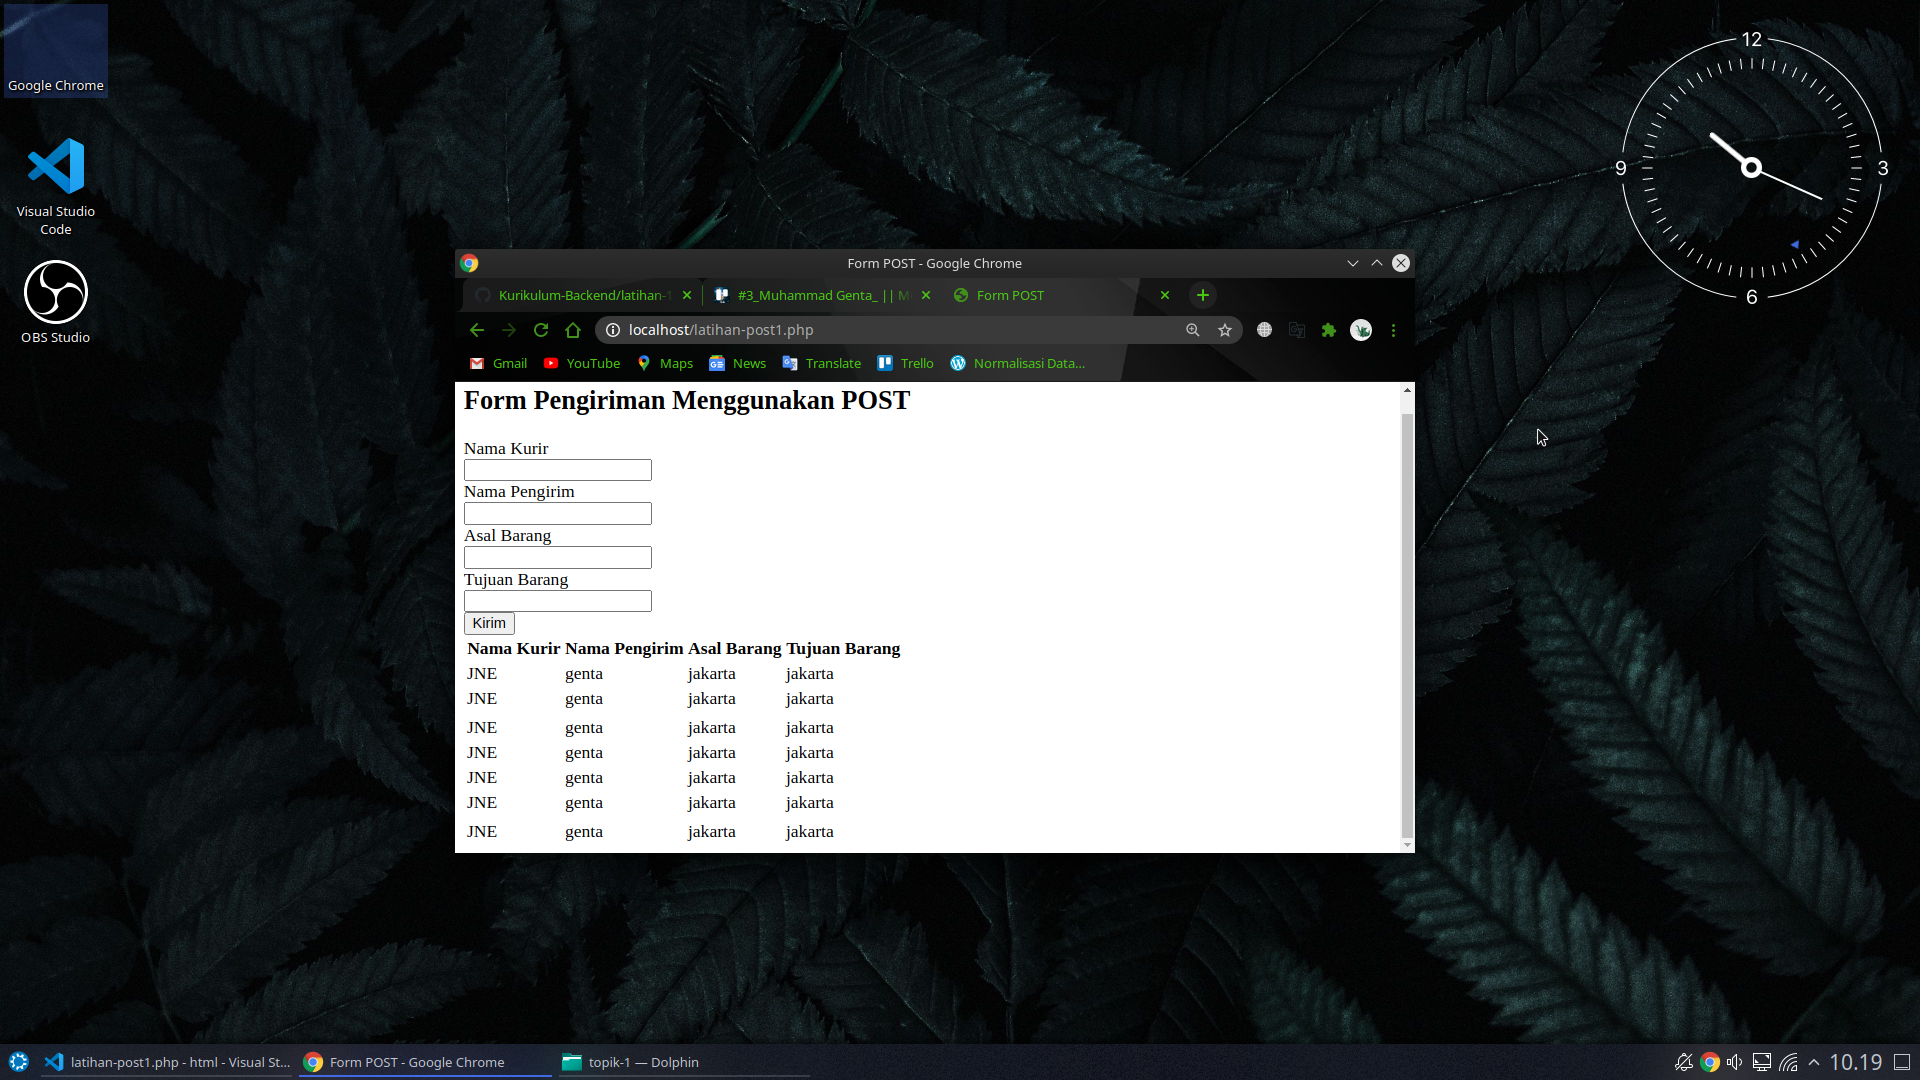 Google Chrome
Visual Studio
Code
OBS Studio
12
3
6
9
Form POST - Google Chrome
Kurikulum-Backend/latihan-1
#3_Muhammad Genta_ || M
Form POST
localhost/latihan-post1.php
Gmail
YouTube
Maps
News
Translate
Trello
Normalisasi Data...
Form Pengiriman Menggunakan POST
Nama Kurir
Nama Pengirim
Asal Barang
Tujuan Barang
Kirim
Nama Kurir Nama Pengirim Asal Barang Tujuan Barang
JNE genta jakarta jakarta
JNE genta jakarta jakarta
JNE genta jakarta jakarta
JNE genta jakarta jakarta
JNE genta jakarta jakarta
JNE genta jakarta jakarta
JNE genta jakarta jakarta
latihan-post1.php - html - Visual St...
Form POST - Google Chrome
topik-1 — Dolphin
10.19